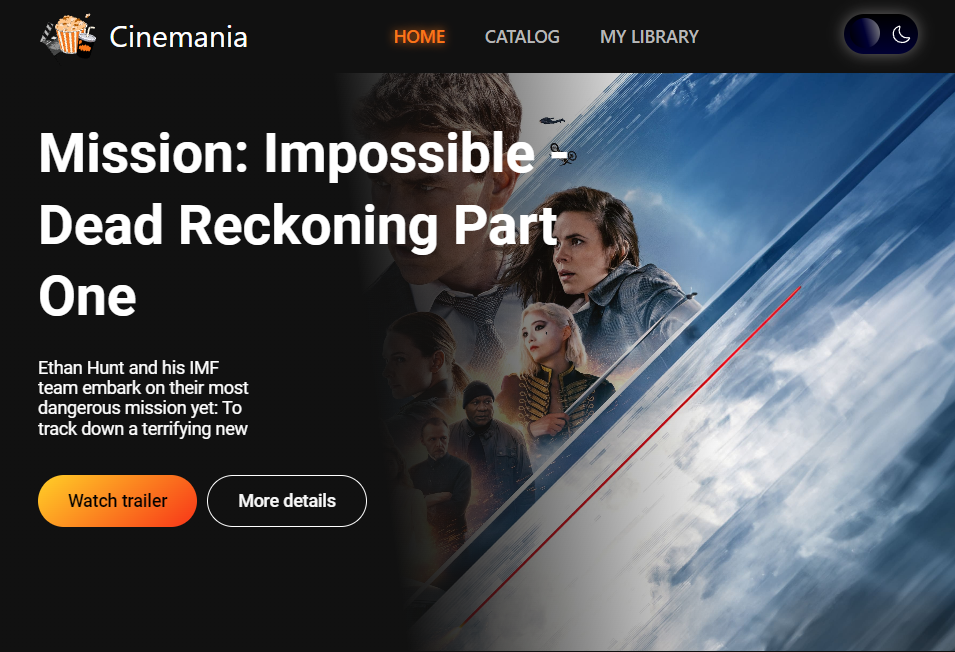 Cinemania
HOME CATALOG MY LIBRARY
Mission: Impossible -
Dead Reckoning Part
One
Ethan Hunt and his IMF
team embark on their most
dangerous mission yet: To
track down a terrifying new
Watch trailer More details